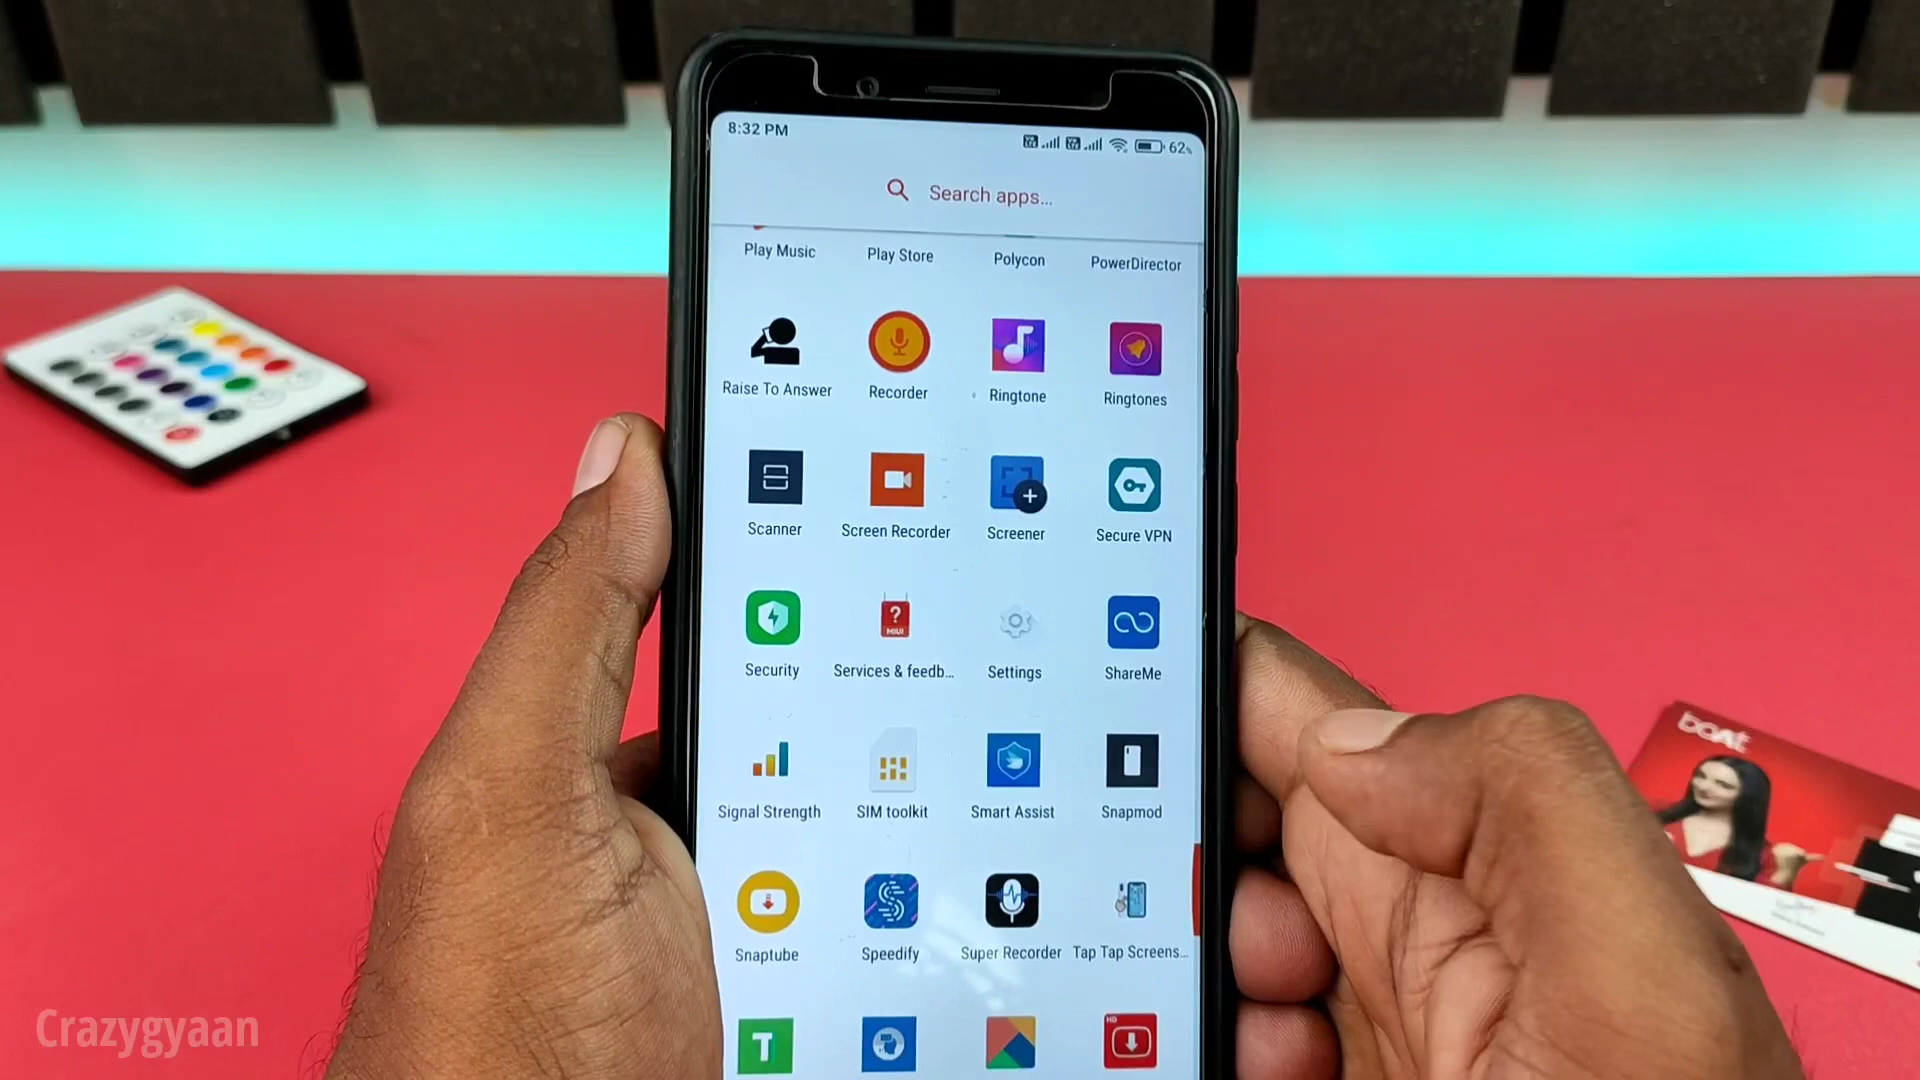 8:32 PM
62%
Search apps...
Play Music
Play Store
Polycon
PowerDirector
Raise To Answer
Recorder
Ringtone
Ringtones
Scanner
Screen Recorder
Screener
Secure VPN
?
MIUI
Security
Services & feedb...
Settings
ShareMe
Signal Strength
SIM toolkit
Smart Assist
Snapmod
Snaptube
Speedify
Super Recorder
Tap Tap Screens...
T
HD
boAt
Crazygyaan